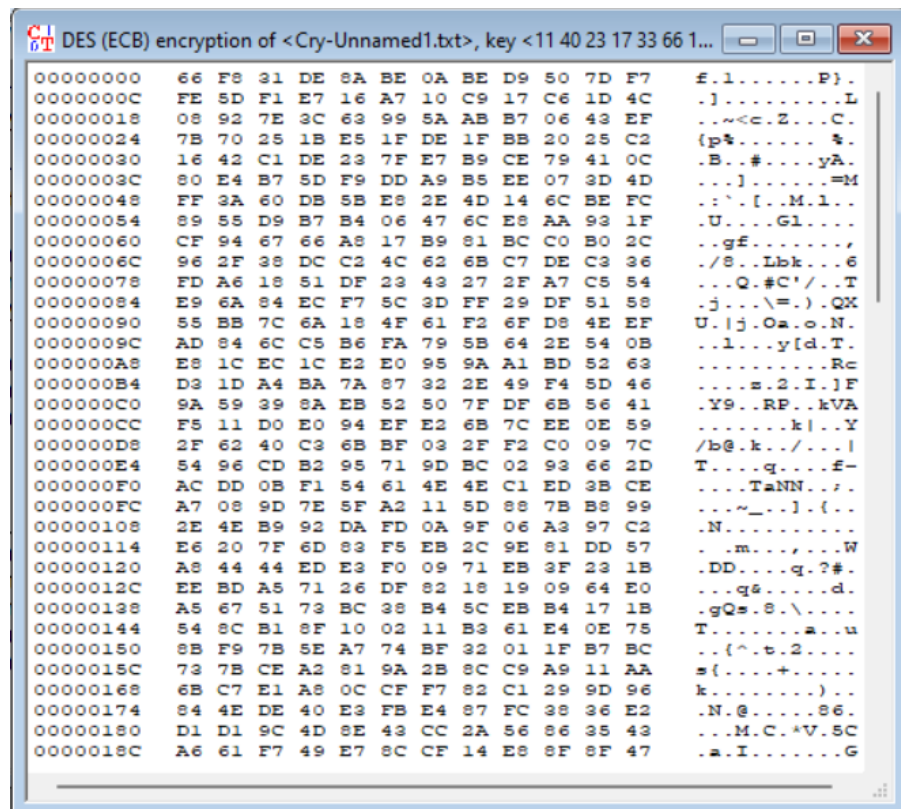 DES (ECB) encryption of <Cry-Unnamed1.txt>, key <11 40 23 17 33 66 1...
00000000 66 F8 31 DE 8A BE 0A BE D9 50 7D F7 f.1......P}.
0000000C FE 5D F1 E7 16 A7 10 C9 17 C6 1D 4C .].........L
00000018 08 92 7E 3C 63 99 5A AB B7 06 43 EF ..~<c.Z...C.
00000024 7B 70 25 1B E5 1F DE 1F BB 20 25 C2 {p%...... %.
00000030 16 42 C1 DE 23 7F E7 B9 CE 79 41 0C .B..#....yA.
0000003C 80 E4 B7 5D F9 DD A9 B5 EE 07 3D 4D ...]......=M
00000048 FF 3A 60 DB 5B E8 2E 4D 14 6C BE FC .:`.[..M.l..
00000054 89 55 D9 B7 B4 06 47 6C E8 AA 93 1F .U....Gl....
00000060 CF 94 67 66 A8 17 B9 81 BC C0 B0 2C ..gf.......,
0000006C 96 2F 38 DC C2 4C 62 6B C7 DE C3 36 ./8..Lbk...6
00000078 FD A6 18 51 DF 23 43 27 2F A7 C5 54 ...Q.#C'/..T
00000084 E9 6A 84 EC F7 5C 3D FF 29 DF 51 58 .j...\=.).QX
00000090 55 BB 7C 6A 18 4F 61 F2 6F D8 4E EF U.|j.Oa.o.N.
0000009C AD 84 6C C5 B6 FA 79 5B 64 2E 54 0B ..l...y[d.T.
000000A8 E8 1C EC 1C E2 E0 95 9A A1 BD 52 63 ..........Rc
000000B4 D3 1D A4 BA 7A 87 32 2E 49 F4 5D 46 ....z.2.I.]F
000000C0 9A 59 39 8A EB 52 50 7F DF 6B 56 41 .Y9..RP..kVA
000000CC F5 11 D0 E0 94 EF E2 6B 7C EE 0E 59 .......k|..Y
000000D8 2F 62 40 C3 6B BF 03 2F F2 C0 09 7C /b@.k../...|
000000E4 54 96 CD B2 95 71 9D BC 02 93 66 2D T....q....f-
000000F0 AC DD 0B F1 54 61 4E 4E C1 ED 3B CE ....TaNN..;.
000000FC A7 08 9D 7E 5F A2 11 5D 88 7B B8 99 ...~_..].{..
00000108 2E 4E B9 92 DA FD 0A 9F 06 A3 97 C2 .N..........
00000114 E6 20 7F 6D 83 F5 EB 2C 9E 81 DD 57 . .m...,...W
00000120 A8 44 44 ED E3 F0 09 71 EB 3F 23 1B .DD....q.?#.
0000012C EE BD A5 71 26 DF 82 18 19 09 64 E0 ...q&.....d.
00000138 A5 67 51 73 BC 38 B4 5C EB B4 17 1B .gQs.8.\....
00000144 54 8C B1 8F 10 02 11 B3 61 E4 0E 75 T.......a..u
00000150 8B F9 7B 5E A7 74 BF 32 01 1F B7 BC ..{^.t.2....
0000015C 73 7B CE A2 81 9A 2B 8C C9 A9 11 AA s{....+.....
00000168 6B C7 E1 A8 0C CF F7 82 C1 29 9D 96 k........)..
00000174 84 4E DE 40 E3 FB E4 87 FC 38 36 E2 .N.@.....86.
00000180 D1 D1 9C 4D 8E 43 CC 2A 56 86 35 43 ...M.C.*V.5C
0000018C A6 61 F7 49 E7 8C CF 14 E8 8F 8F 47 .a.I.......G